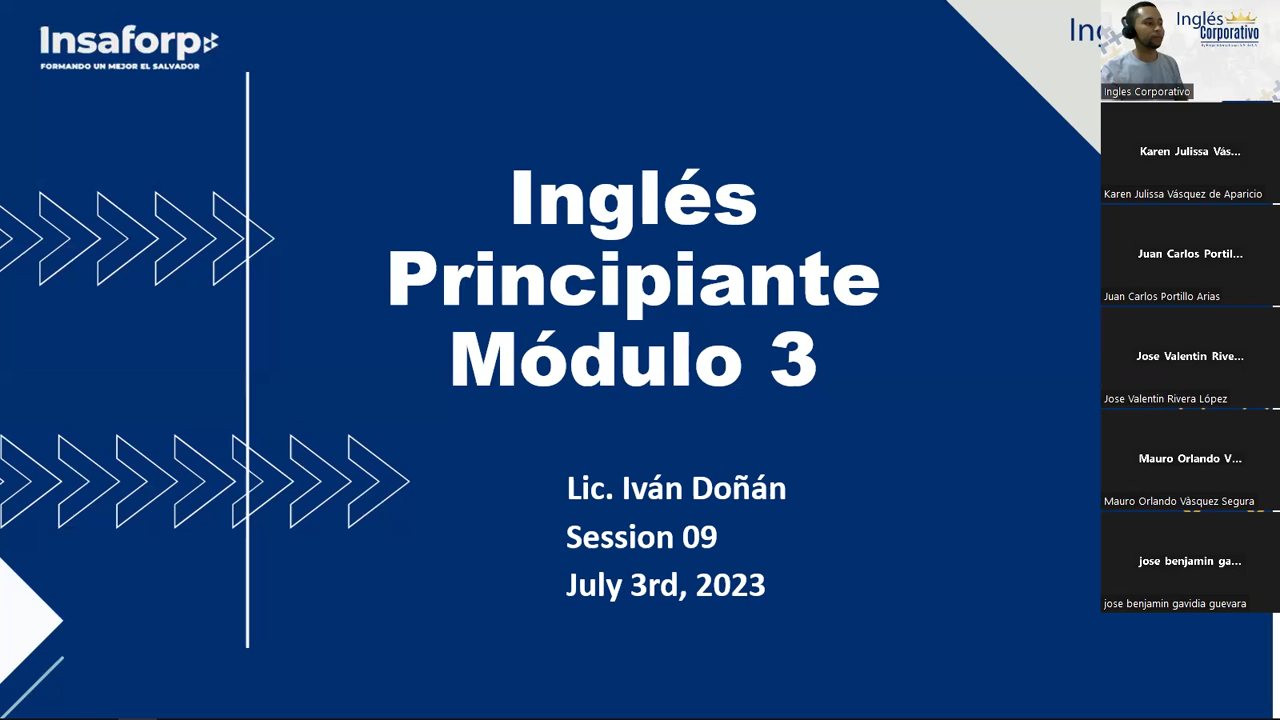 Insaforp
FORMANDO UN MEJOR EL SALVADOR
Inglés
Principiante
Módulo 3
Lic. Iván Doñán
Session 09
July 3rd, 2023
Inglés
Corporativo
Ingles Corporativo
Karen Julissa Vás...
Karen Julissa Vásquez de Aparicio
Juan Carlos Portil...
Juan Carlos Portillo Arias
Jose Valentin Rive...
Jose Valentin Rivera López
Mauro Orlando V...
Mauro Orlando Vàsquez Segura
jose benjamin ga...
jose benjamin gavidia guevara